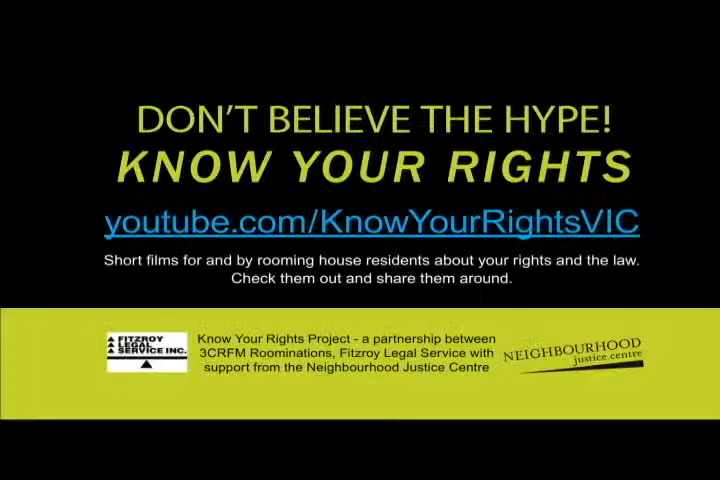 DON'T BELIEVE THE HYPE!
KNOW YOUR RIGHTS
youtube.com/KnowYourRightsVIC
Short films for and by rooming house residents about your rights and the law.
Check them out and share them around.
FITZROY
LEGAL
SERVICE INC.
Know Your Rights Project - a partnership between
3CRFM Roominations, Fitzroy Legal Service with
support from the Neighbourhood Justice Centre
NEIGHBOURHOOD
justice centre